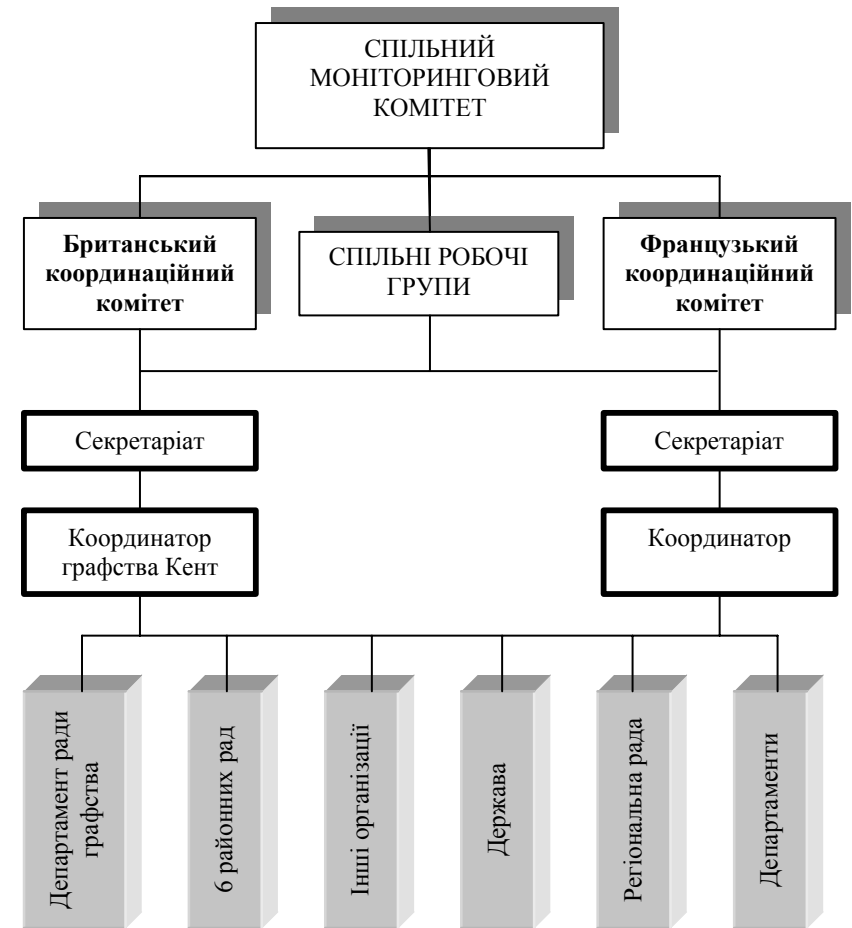 СПІЛЬНИЙ
МОНІТОРИНГОВИЙ
КОМІТЕТ
Британський
координаційний
комітет
СПІЛЬНІ РОБОЧІ
ГРУПИ
Французький
координаційний
комітет
Секретаріат
Секретаріат
Координатор
графства Кент
Координатор
Департамент ради
графства
6 районних рад
Інші організації
Держава
Регіональна рада
Департаменти